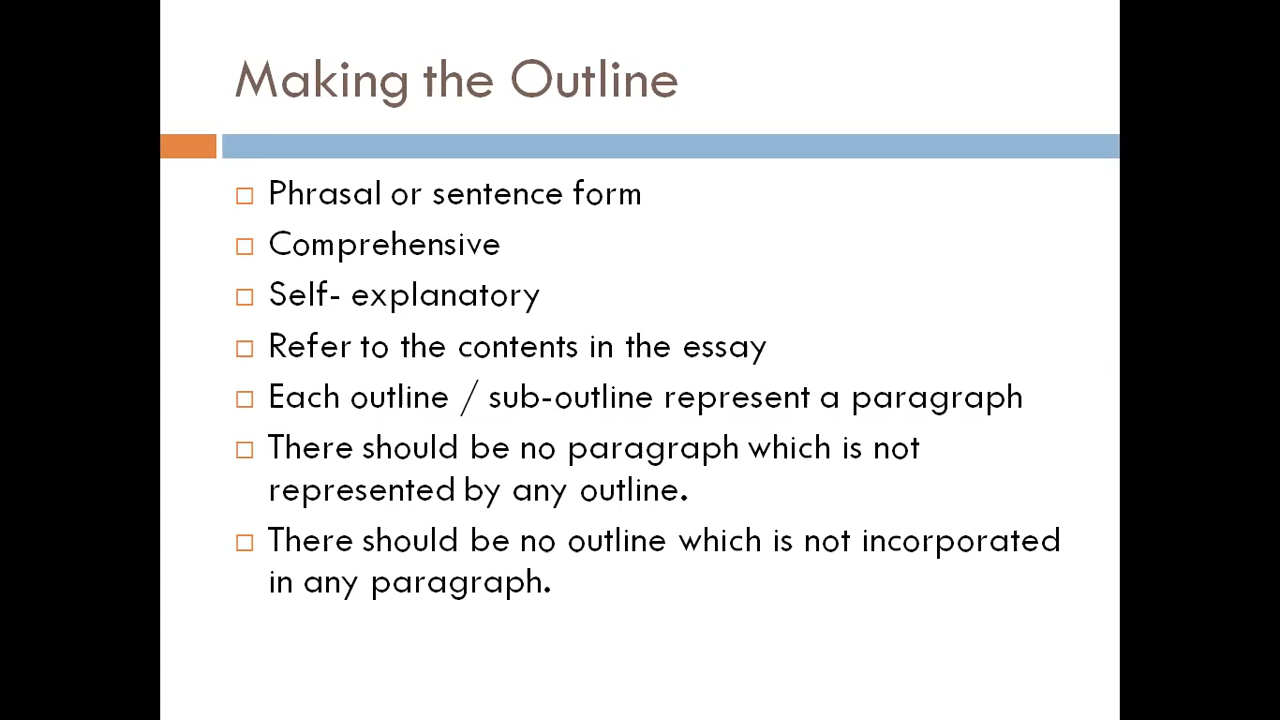 Making the Outline
Phrasal or sentence form
Comprehensive
Self- explanatory
Refer to the contents in the essay
Each outline / sub-outline represent a paragraph
There should be no paragraph which is not
represented by any outline.
There should be no outline which is not incorporated
in any paragraph.